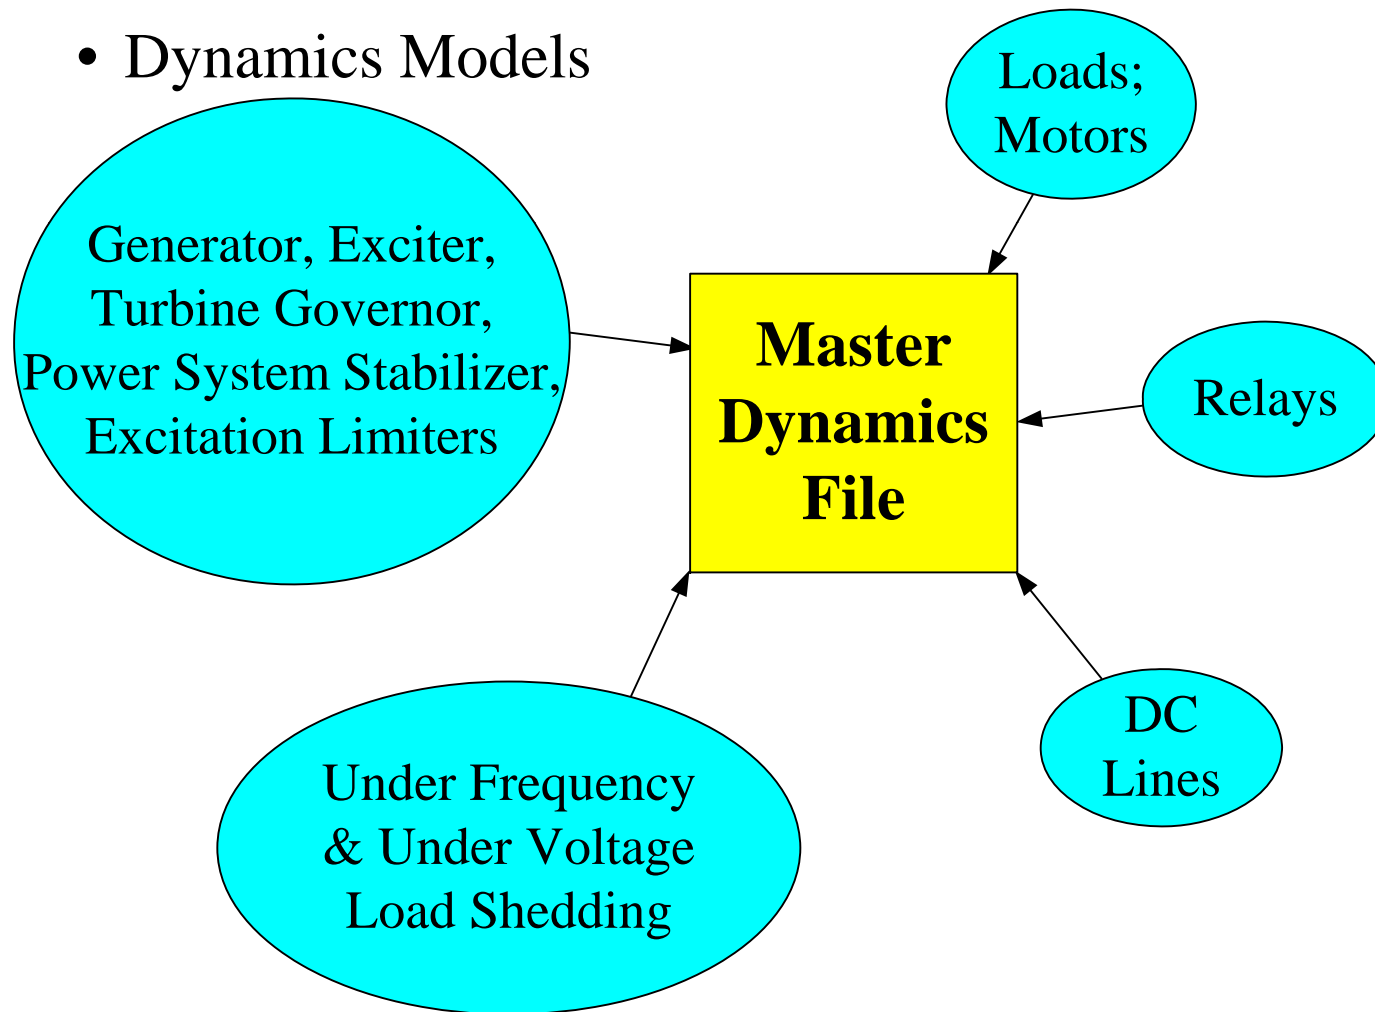 • Dynamics Models
Loads;
Motors
Generator, Exciter,
Turbine Governor,
Power System Stabilizer,
Excitation Limiters
Master
Dynamics
File
Relays
DC
Lines
Under Frequency
& Under Voltage
Load Shedding